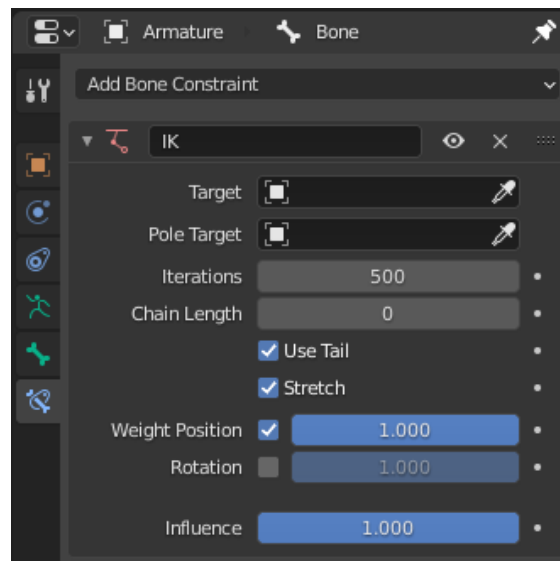 Armature Bone
Add Bone Constraint
IK
Target
Pole Target
Iterations 500
Chain Length 0
Use Tail
Stretch
Weight Position 1.000
Rotation 1.000
Influence 1.000